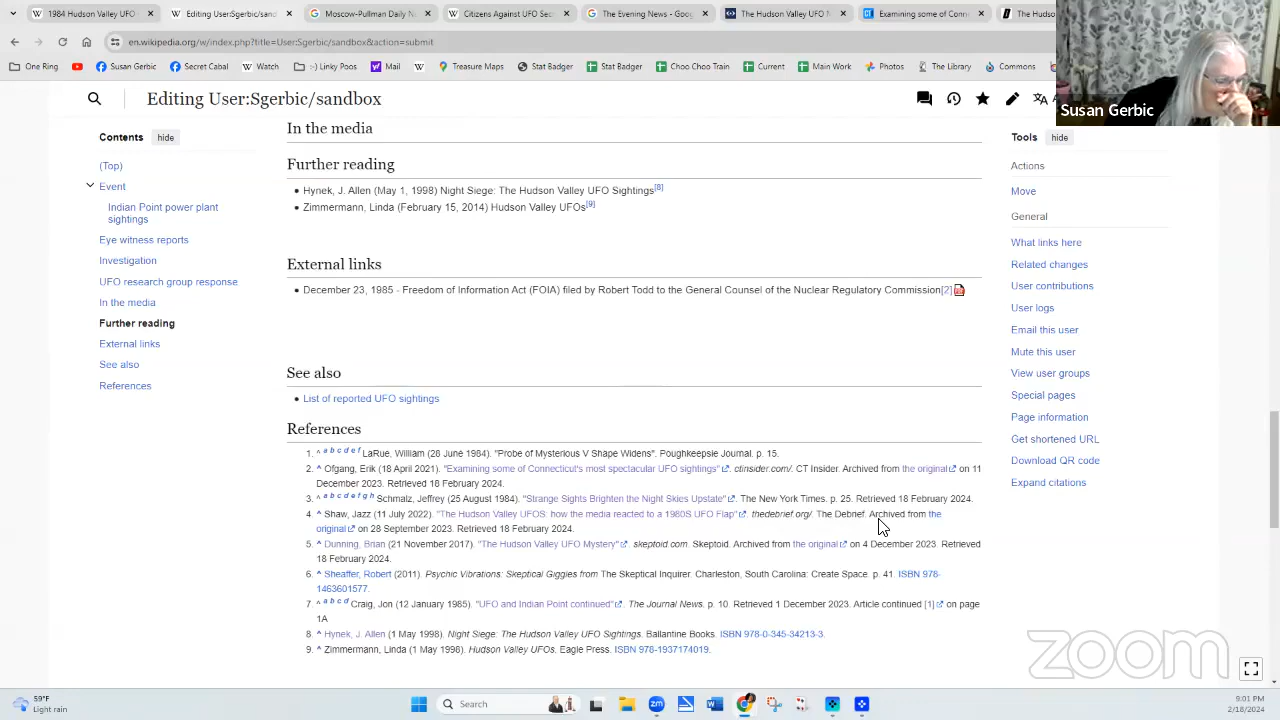 1984 Hudson Valley UFO
Editing User:Sgerbic/sandb
Moscow-Pullman Daily N
Citizens Against UFO Sec
The Evening News - Goog
The Hudson Valley UFO M
Examining some of Conn
The Huds
en.wikipedia.org/w/index.php?title=User:Sgerbic/sandbox&action=submit
One Ring
Susan Gerbic
Secret Cabal
Watch
:-) Linky Poo
Mail
Treasure Maps
Stat Badger
Stat Badger
Choo Choo Train
Current
Main Work
Photos
The Library
Commons
Susan Gerbic
Editing User:Sgerbic/sandbox
Contents hide
(Top)
Event
Indian Point power plant
sightings
Eye witness reports
Investigation
UFO research group response
In the media
Further reading
External links
See also
References
In the media
Further reading
Hynek, J. Allen (May 1, 1998) Night Siege: The Hudson Valley UFO Sightings[8]
Zimmermann, Linda (February 15, 2014) Hudson Valley UFOs[9]
External links
December 23, 1985 - Freedom of Information Act (FOIA) filed by Robert Todd to the General Counsel of the Nuclear Regulatory Commission[2]
See also
List of reported UFO sightings
References
1. ^ a b c d e f LaRue, William (28 June 1984). "Probe of Mysterious V Shape Widens". Poughkeepsie Journal. p. 15.
2. ^ Ofgang, Erik (18 April 2021). "Examining some of Connecticut's most spectacular UFO sightings". ctinsider.com/. CT Insider. Archived from the original on 11
December 2023. Retrieved 18 February 2024.
3. ^ a b c d e f g h Schmalz, Jeffrey (25 August 1984). "Strange Sights Brighten the Night Skies Upstate". The New York Times. p. 25. Retrieved 18 February 2024.
4. ^ Shaw, Jazz (11 July 2022). "The Hudson Valley UFOS: how the media reacted to a 1980S UFO Flap". thedebrief.org/. The Debrief. Archived from the
original on 28 September 2023. Retrieved 18 February 2024.
5. ^ Dunning, Brian (21 November 2017). "The Hudson Valley UFO Mystery". skeptoid.com. Skeptoid. Archived from the original on 4 December 2023. Retrieved
18 February 2024.
6. ^ Sheaffer, Robert (2011). Psychic Vibrations: Skeptical Giggies from The Skeptical Inquirer. Charleston, South Carolina: Create Space. p. 41. ISBN 978-
1463601577.
7. ^ a b c d Craig, Jon (12 January 1985). "UFO and Indian Point continued". The Journal News. p. 10. Retrieved 1 December 2023. Article continued [1] on page
1A
8. ^ Hynek, J. Allen (1 May 1998). Night Siege: The Hudson Valley UFO Sightings. Ballantine Books. ISBN 978-0-345-34213-3.
9. ^ Zimmermann, Linda (1 May 1998). Hudson Valley UFOs. Eagle Press. ISBN 978-1937174019.
Tools hide
Actions
Move
General
What links here
Related changes
User contributions
User logs
Email this user
Mute this user
View user groups
Special pages
Page information
Get shortened URL
Download QR code
Expand citations
zoom
59°F
Light rain
Search
9:01 PM
2/18/2024